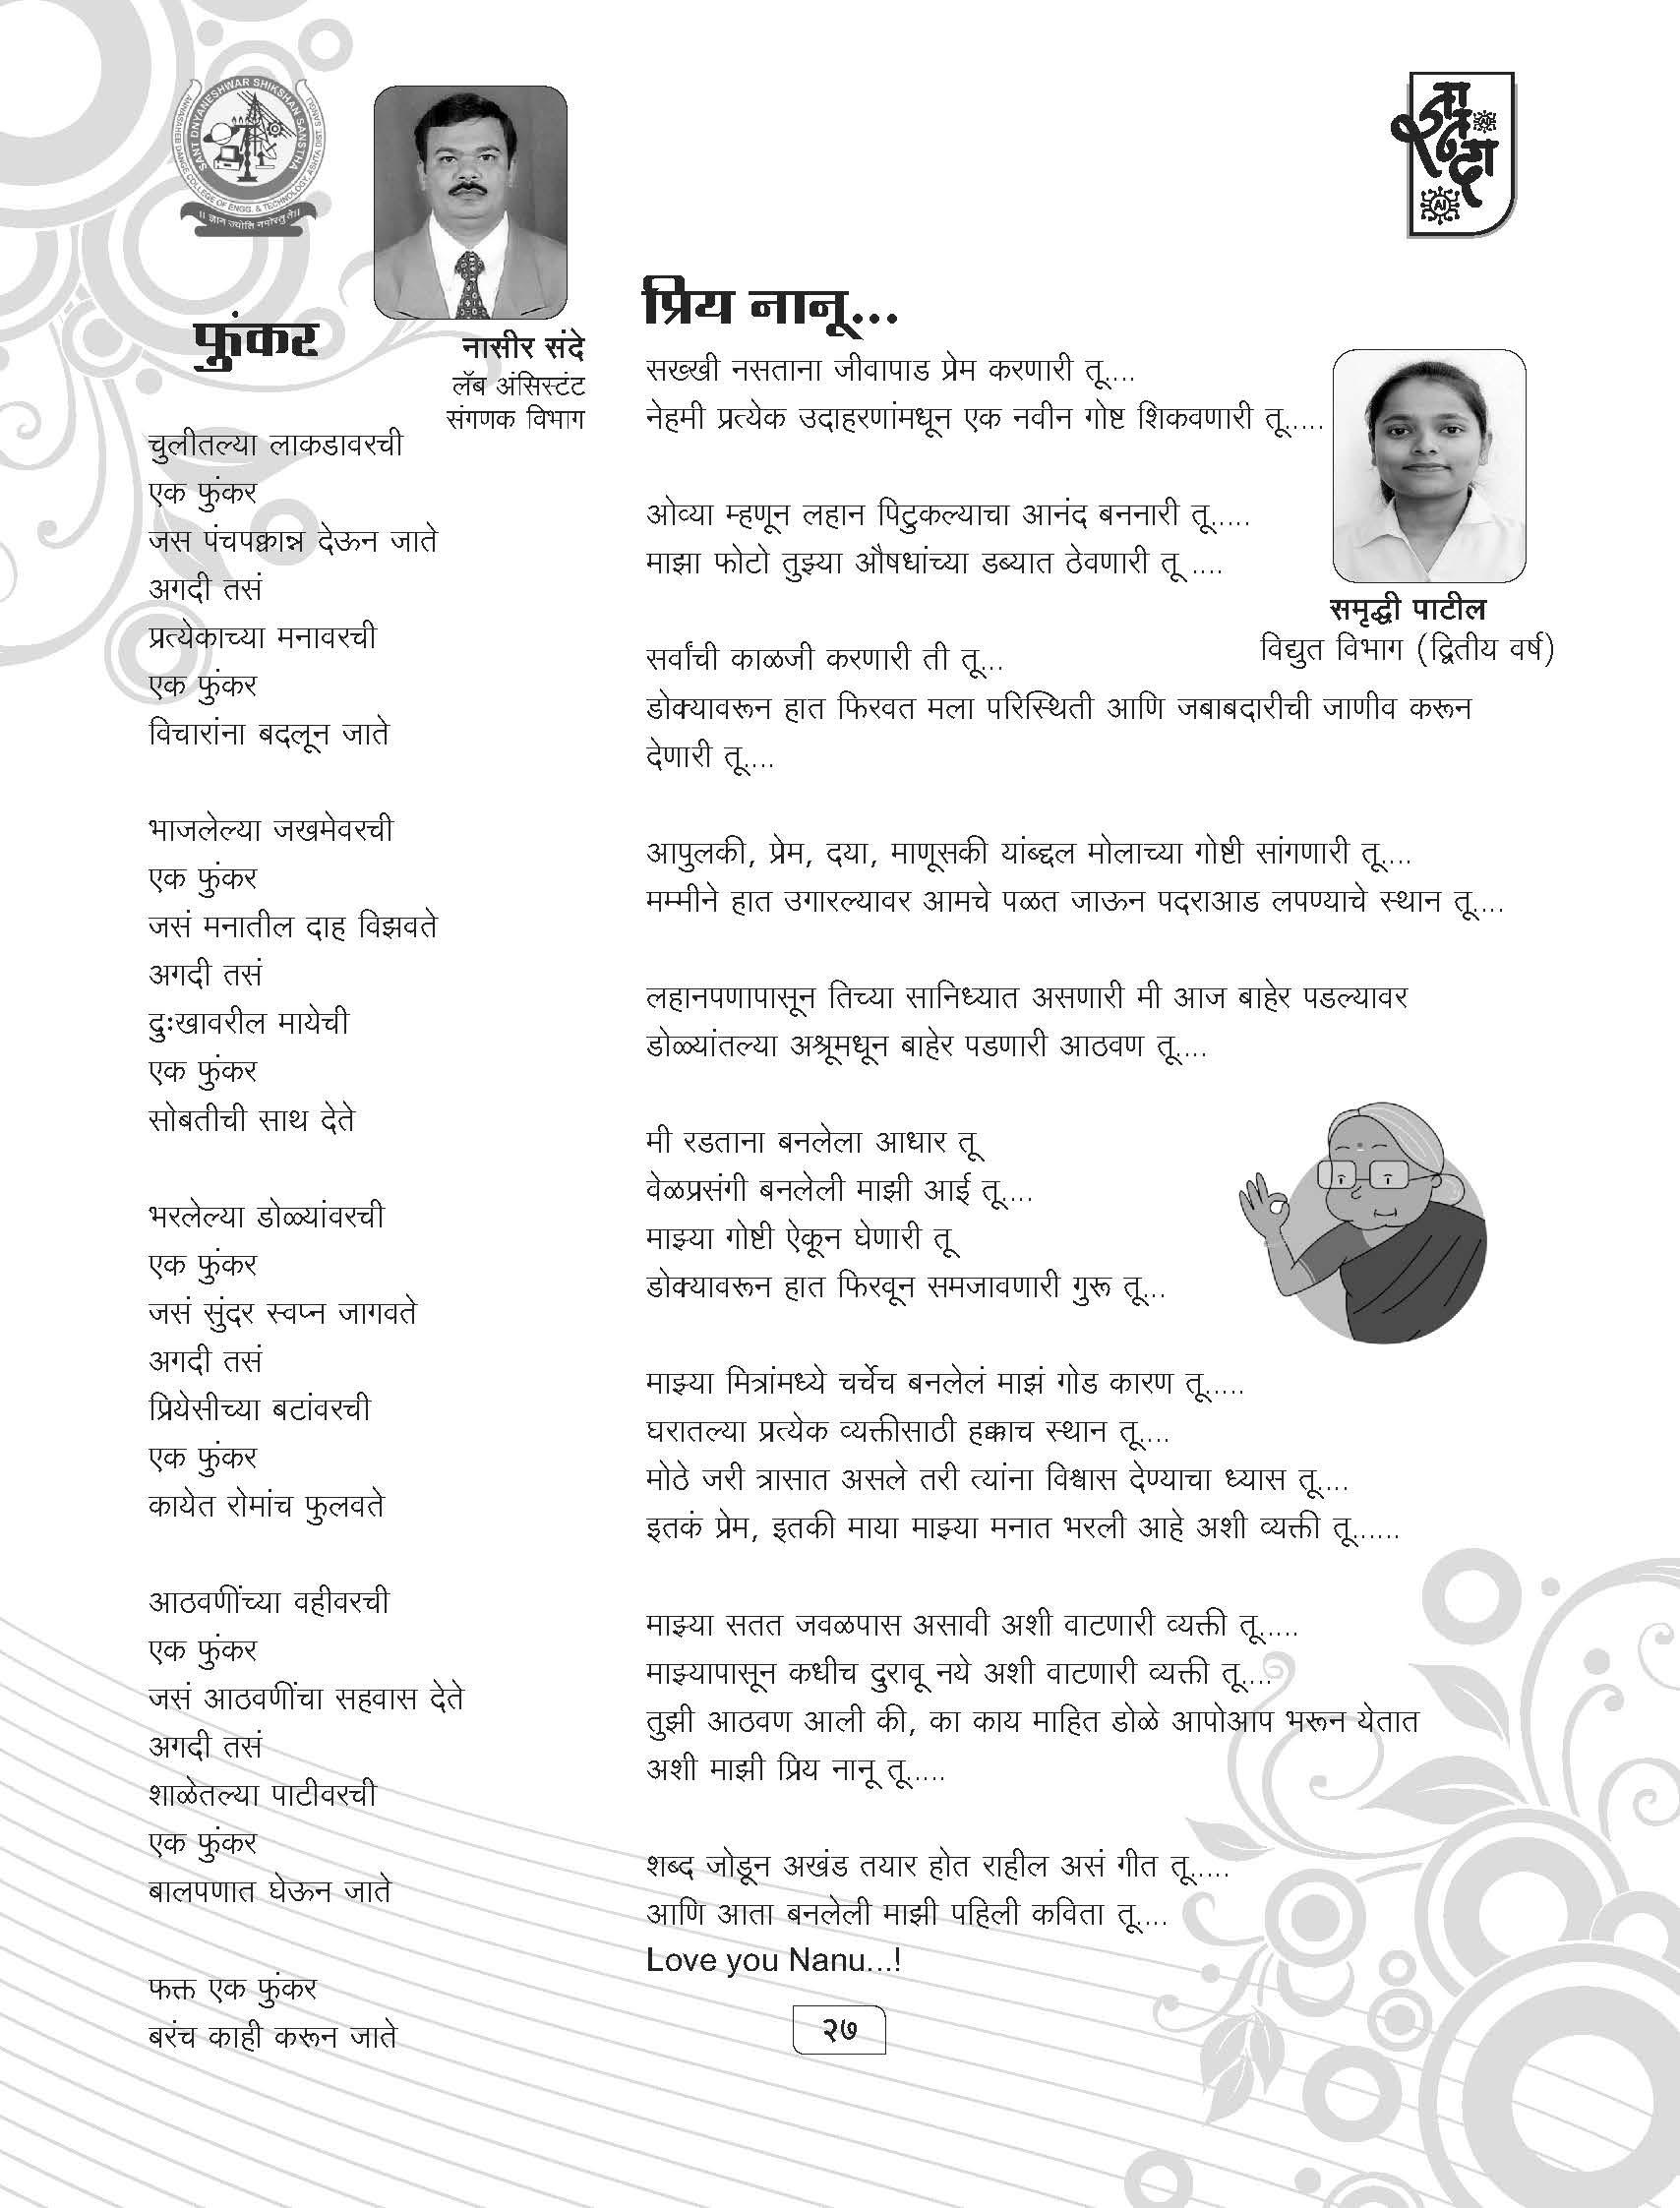 SANT DNYANESHWAR SHIKSHAN SANSTHA
ANNASAHEB DANGE COLLEGE OF ENGG. & TECHNOLOGY, ASHTA DIST. SANGLI
AI
AI
फुंकर
नासीर संदे
लॅब अंसिस्टंट
संगणक विभाग
चुलीतल्या लाकडावरची
एक फुंकर
जस पंचपक्वान्न देऊन जाते
अगदी तसं
प्रत्येकाच्या मनावरची
एक फुंकर
विचारांना बदलून जाते
भाजलेल्या जखमेवरची
एक फुंकर
जसं मनातील दाह विझवते
अगदी तसं
दुःखावरील मायेची
एक फुंकर
सोबतीची साथ देते
भरलेल्या डोळ्यांवरची
एक फुंकर
जसं सुंदर स्वप्न जागवते
अगदी तसं
प्रियेसीच्या बटांवरची
एक फुंकर
कायेत रोमांच फुलवते
आठवणींच्या वहीवरची
एक फुंकर
जसं आठवणींचा सहवास देते
अगदी तसं
शाळेतल्या पाटीवरची
एक फुंकर
बालपणात घेऊन जाते
फक्त एक फुंकर
बरंच काही करून जाते
प्रिय नानू...
सख्खी नसताना जीवापाड प्रेम करणारी तू....
नेहमी प्रत्येक उदाहरणांमधून एक नवीन गोष्ट शिकवणारी तू.....
ओव्या म्हणून लहान पिटुकल्याचा आनंद बननारी तू.....
माझा फोटो तुझ्या औषधांच्या डब्यात ठेवणारी तू ....
समृद्धी पाटील
विद्युत विभाग (द्वितीय वर्ष)
सर्वांची काळजी करणारी ती तू...
डोक्यावरून हात फिरवत मला परिस्थिती आणि जबाबदारीची जाणीव करून
देणारी तू....
आपुलकी, प्रेम, दया, माणूसकी यांब्द्दल मोलाच्या गोष्टी सांगणारी तू....
मम्मीने हात उगारल्यावर आमचे पळत जाऊन पदराआड लपण्याचे स्थान तू....
लहानपणापासून तिच्या सानिध्यात असणारी मी आज बाहेर पडल्यावर
डोळ्यांतल्या अश्रूमधून बाहेर पडणारी आठवण तू....
मी रडताना बनलेला आधार तू
वेळप्रसंगी बनलेली माझी आई तू....
माझ्या गोष्टी ऐकून घेणारी तू
डोक्यावरून हात फिरवून समजावणारी गुरू तू...
माझ्या मित्रांमध्ये चर्चेच बनलेलं माझं गोड कारण तू.....
घरातल्या प्रत्येक व्यक्तीसाठी हक्काच स्थान तू....
मोठे जरी त्रासात असले तरी त्यांना विश्वास देण्याचा ध्यास तू....
इतकं प्रेम, इतकी माया माझ्या मनात भरली आहे अशी व्यक्ती तू......
माझ्या सतत जवळपास असावी अशी वाटणारी व्यक्ती तू.....
माझ्यापासून कधीच दुरावू नये अशी वाटणारी व्यक्ती तू....
तुझी आठवण आली की, का काय माहित डोळे आपोआप भरून येतात
अशी माझी प्रिय नानू तू.....
शब्द जोडून अखंड तयार होत राहील असं गीत तू.....
आणि आता बनलेली माझी पहिली कविता तू....
Love you Nanu...!
२७